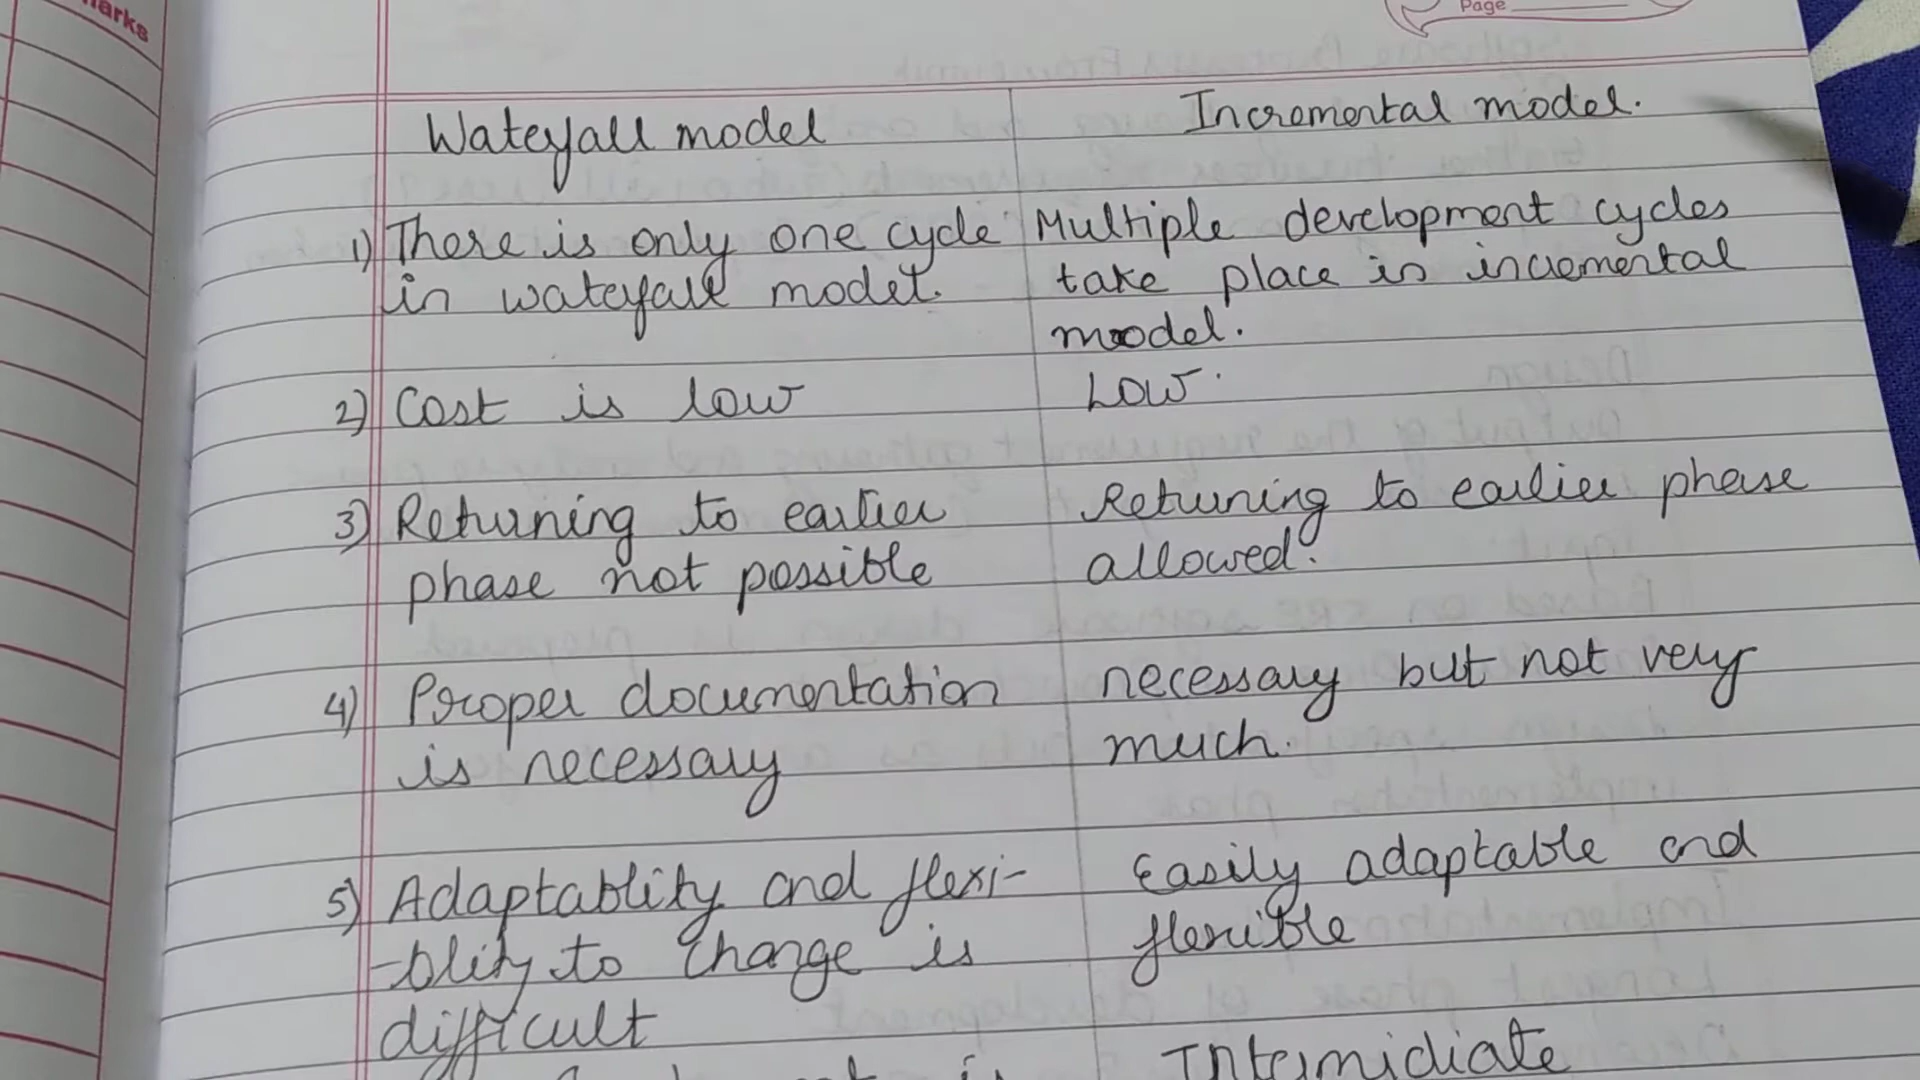 arks
Page
Waterfall model
Incremental model.
1) There is only one cycle
in waterfall model.
Multiple development cycles
take place is incremental
model.
2) Cost is low
Low.
3) Returning to earlier
phase not possible
Returning to earlier phase
allowed.
4) Proper documentation
is necessary
necessary but not very
much.
5) Adaptablity and flexi-
-blity to change is
difficult
Easily adaptable and
flexible
Intermidiate